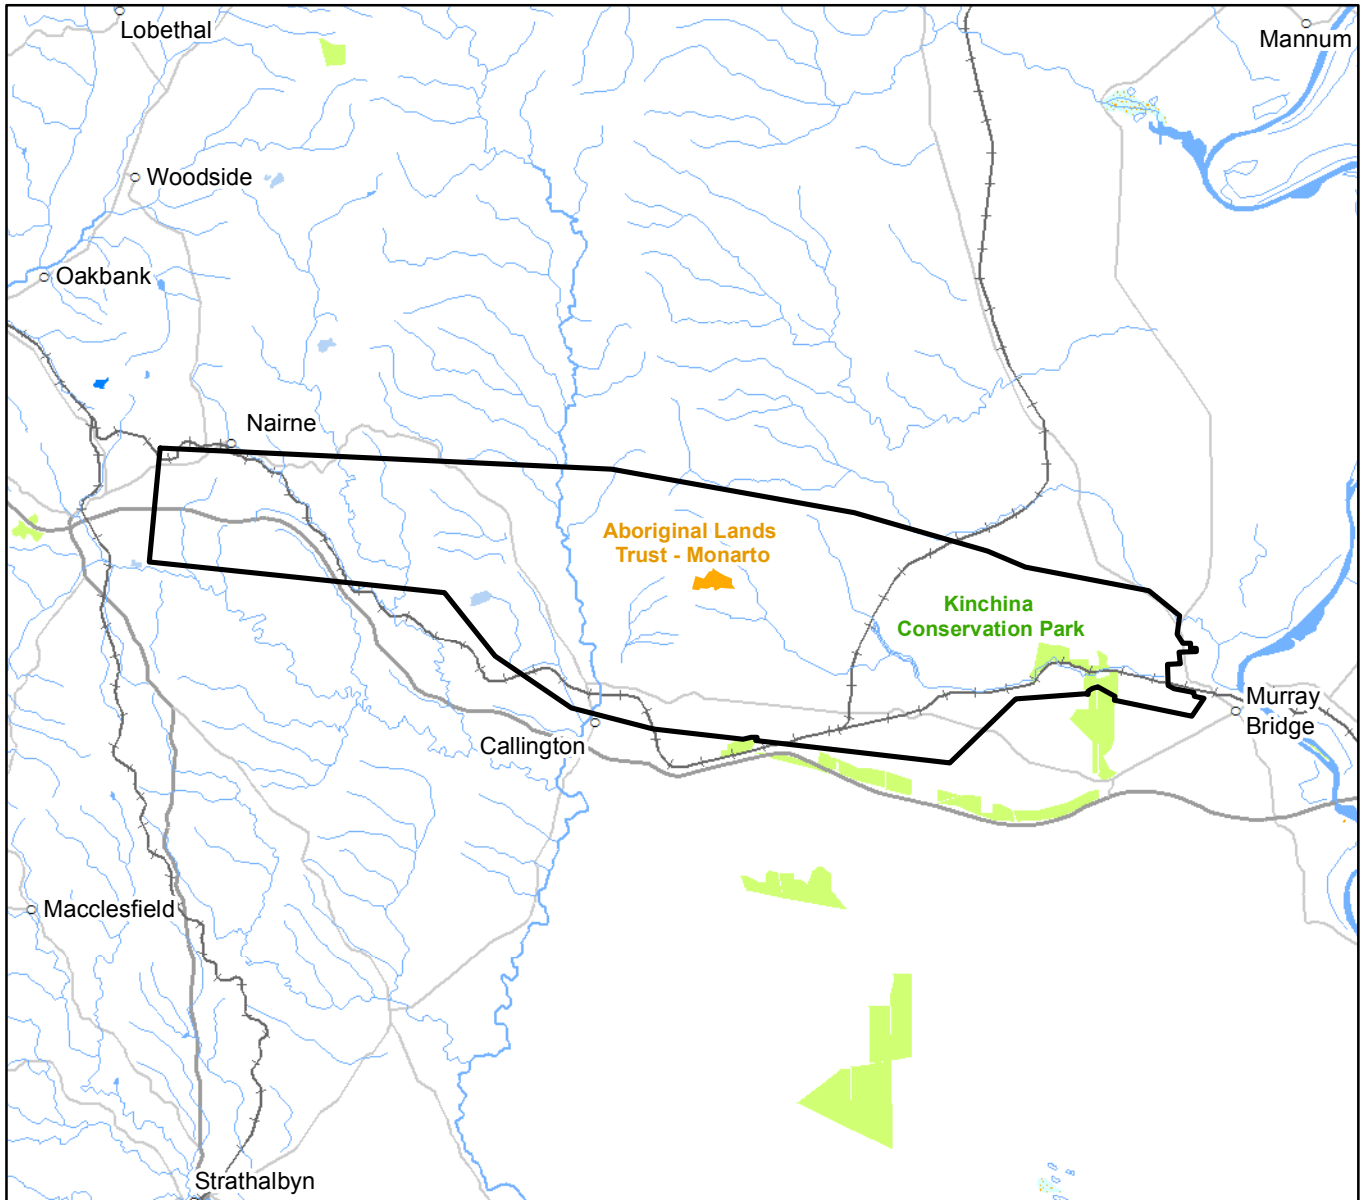 Lobethal
Mannum
Woodside
Oakbank
Nairne
Aboriginal Lands
Trust - Monarto
Kinchina
Conservation Park
Murray
Bridge
Callington
Macclesfield
Strathalbyn